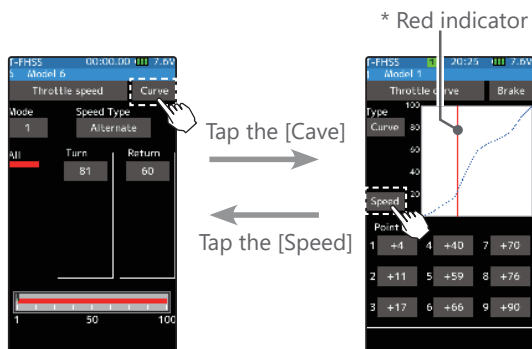 * Red indicator
T-FHSS 00:00.00 7.6V
Model 6
Throttle speed Curve
Mode Speed Type
1 Alternate
All Turn Return
81 60
1 50 100
Tap the [Cave]
Tap the [Speed]
T-FHSS 1 20:25 7.6V
Model 1
Throttle curve Brake
Type 100
Curve 80
60
40
Speed 20
Point
1 +4 4 +40 7 +70
2 +11 5 +59 8 +76
3 +17 6 +66 9 +90